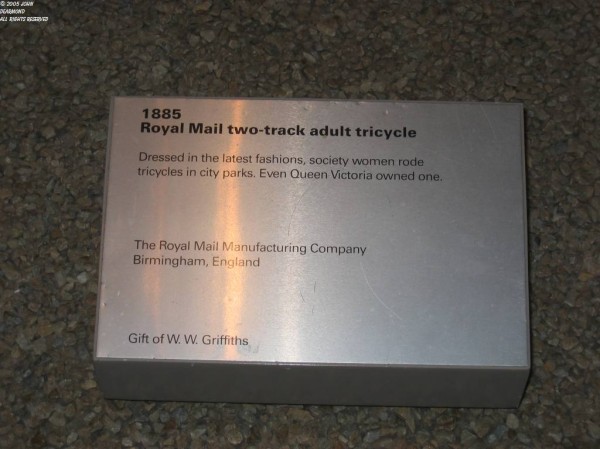 © 2005 JOHN
DEARMOND
ALL RIGHTS RESERVED
1885
Royal Mail two-track adult tricycle
Dressed in the latest fashions, society women rode
tricycles in city parks. Even Queen Victoria owned one.
The Royal Mail Manufacturing Company
Birmingham, England
Gift of W. W. Griffiths